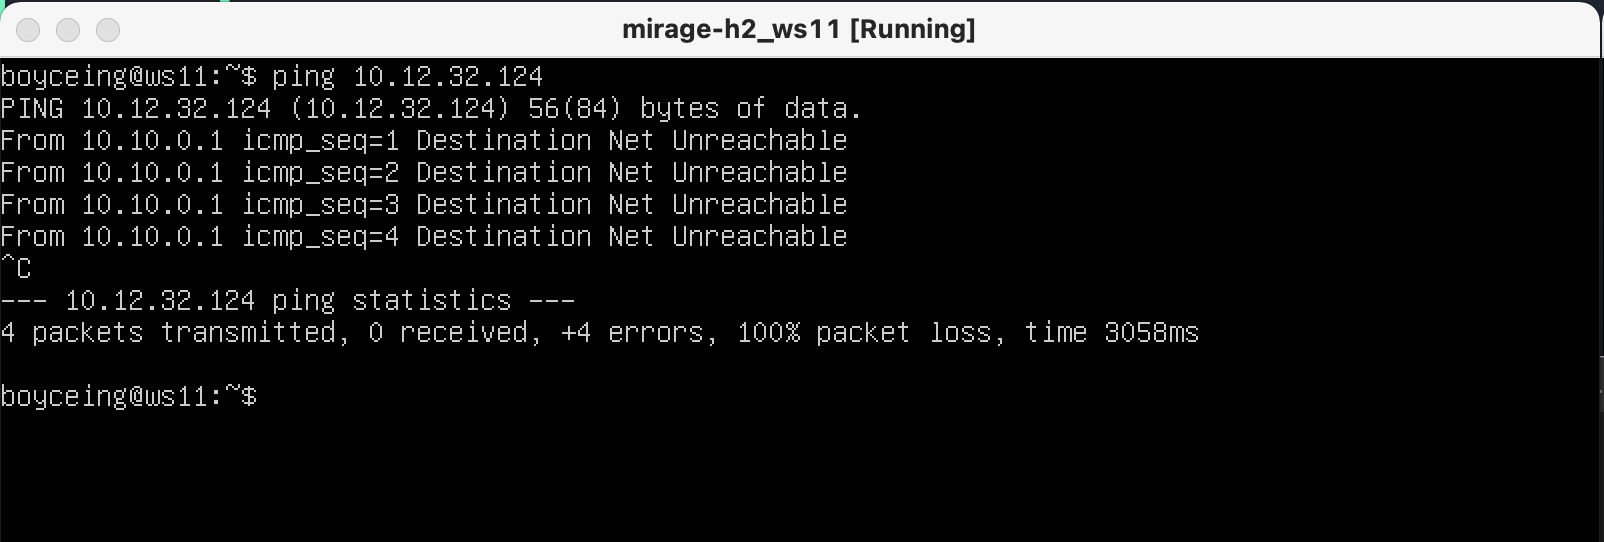 mirage-h2_ws11 [Running]
boyceing@ws11:~$ ping 10.12.32.124
PING 10.12.32.124 (10.12.32.124) 56(84) bytes of data.
From 10.10.0.1 icmp_seq=1 Destination Net Unreachable
From 10.10.0.1 icmp_seq=2 Destination Net Unreachable
From 10.10.0.1 icmp_seq=3 Destination Net Unreachable
From 10.10.0.1 icmp_seq=4 Destination Net Unreachable
^C
--- 10.12.32.124 ping statistics ---
4 packets transmitted, 0 received, +4 errors, 100% packet loss, time 3058ms
boyceing@ws11:~$